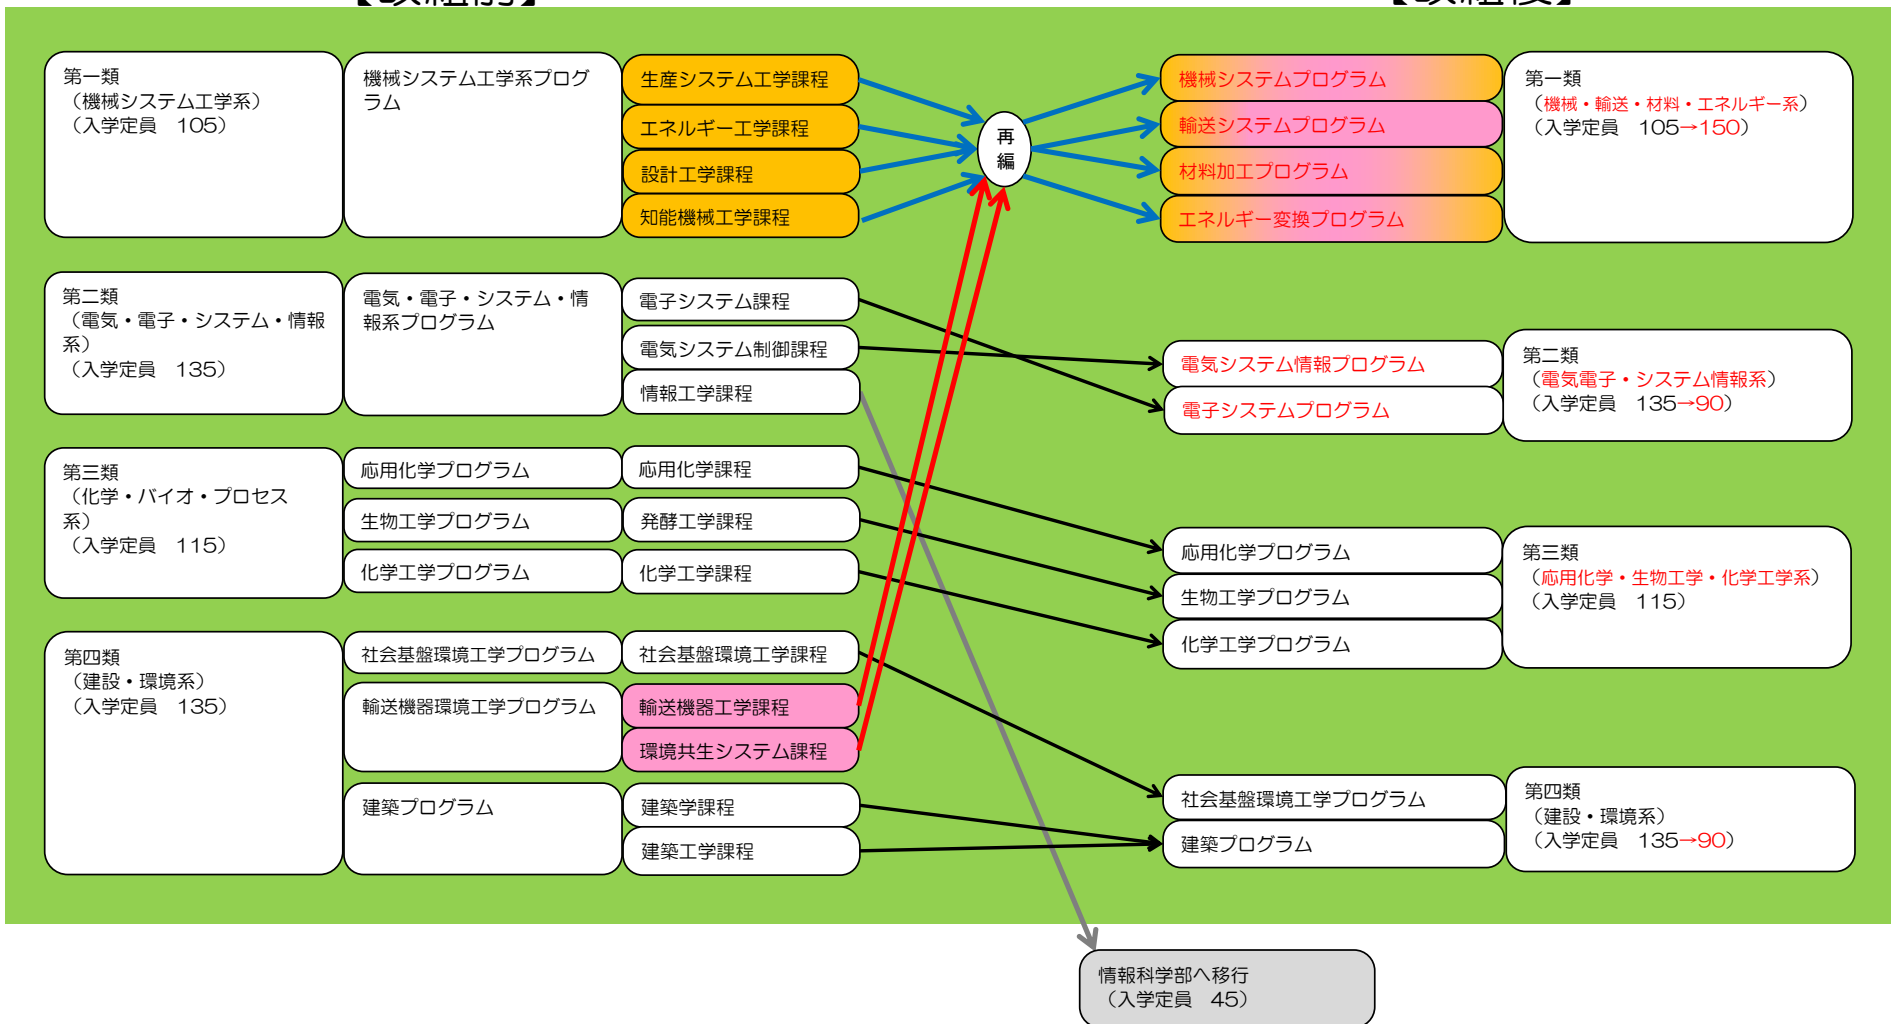 第一類
（機械システム工学系）
（入学定員　105）
機械システム工学系プログ
ラム
生産システム工学課程
エネルギー工学課程
設計工学課程
知能機械工学課程
再
編
機械システムプログラム
輸送システムプログラム
材料加工プログラム
エネルギー変換プログラム
第一類
（機械・輸送・材料・エネルギー系）
（入学定員　105→150）
第二類
（電気・電子・システム・情報
系）
（入学定員　135）
電気・電子・システム・情
報系プログラム
電子システム課程
電気システム制御課程
情報工学課程
電気システム情報プログラム
電子システムプログラム
第二類
（電気電子・システム情報系）
（入学定員　135→90）
第三類
（化学・バイオ・プロセス
系）
（入学定員　115）
応用化学プログラム
生物工学プログラム
化学工学プログラム
応用化学課程
発酵工学課程
化学工学課程
応用化学プログラム
生物工学プログラム
化学工学プログラム
第三類
（応用化学・生物工学・化学工学系）
（入学定員　115）
第四類
（建設・環境系）
（入学定員　135）
社会基盤環境工学プログラム
輸送機器環境工学プログラム
建築プログラム
社会基盤環境工学課程
輸送機器工学課程
環境共生システム課程
建築学課程
建築工学課程
社会基盤環境工学プログラム
建築プログラム
第四類
（建設・環境系）
（入学定員　135→90）
情報科学部へ移行
（入学定員　45）